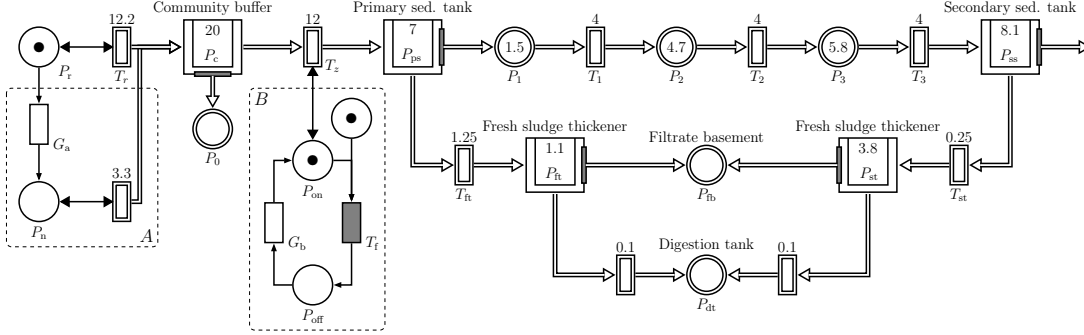 Community buffer
Primary sed. tank
Secondary sed. tank
12.2
20
12
7
1.5
4
4.7
4
5.8
4
8.1
P_r
T_r
P_c
T_z
P_ps
P_1
T_1
P_2
T_2
P_3
T_3
P_ss
B
G_a
P_0
Fresh sludge thickener
Filtrate basement
Fresh sludge thickener
1.25
1.1
3.8
0.25
3.3
P_on
T_ft
P_ft
P_fb
P_st
T_st
P_n
A
G_b
T_f
0.1
Digestion tank
0.1
P_off
P_dt